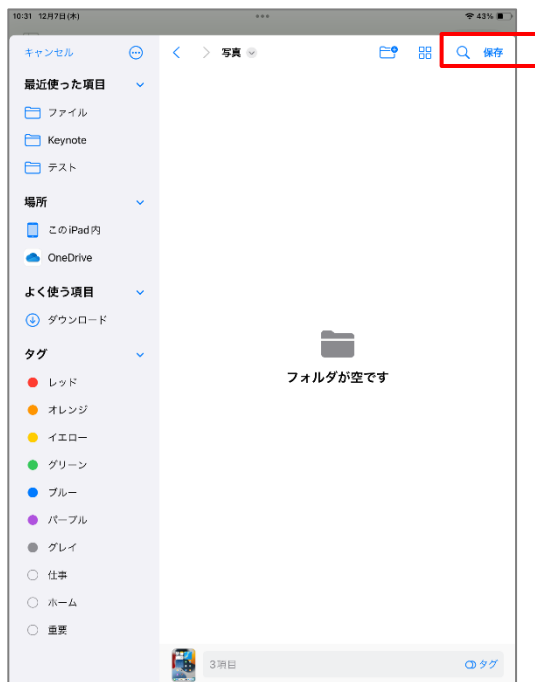 10:31 12月7日(木)
43%
キャンセル
写真
保存
最近使った項目
ファイル
Keynote
テスト
場所
このiPad内
OneDrive
よく使う項目
ダウンロード
タグ
レッド
オレンジ
イエロー
グリーン
ブルー
パープル
グレイ
仕事
ホーム
重要
フォルダが空です
3項目
タグ